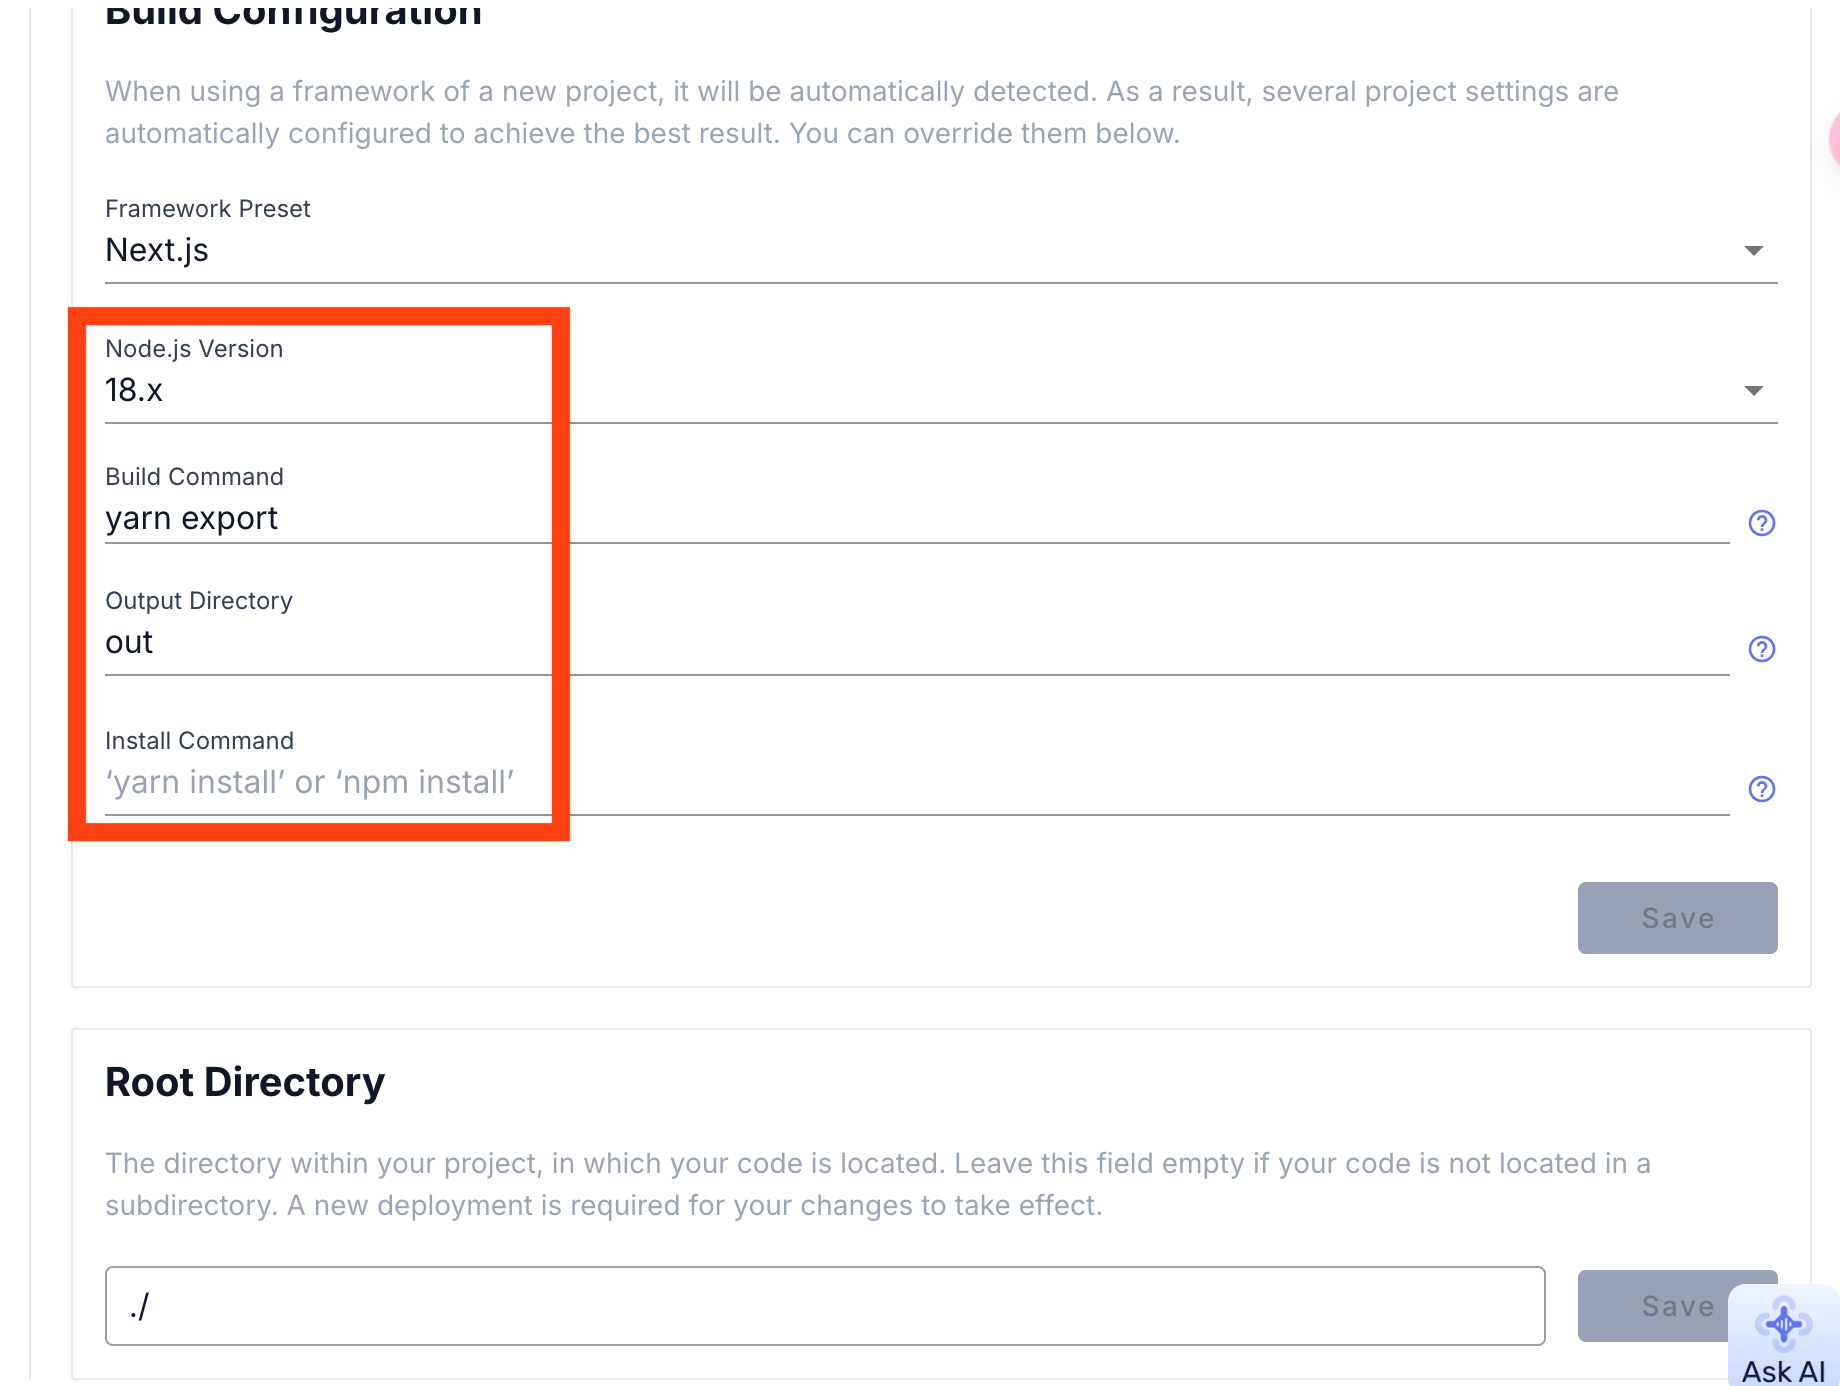 Build Configuration
When using a framework of a new project, it will be automatically detected. As a result, several project settings are
automatically configured to achieve the best result. You can override them below.
Framework Preset
Next.js
Node.js Version
18.x
Build Command
yarn export
Output Directory
out
Install Command
‘yarn install’ or ‘npm install’
Save
Root Directory
The directory within your project, in which your code is located. Leave this field empty if your code is not located in a
subdirectory. A new deployment is required for your changes to take effect.
./
Save
Ask AI